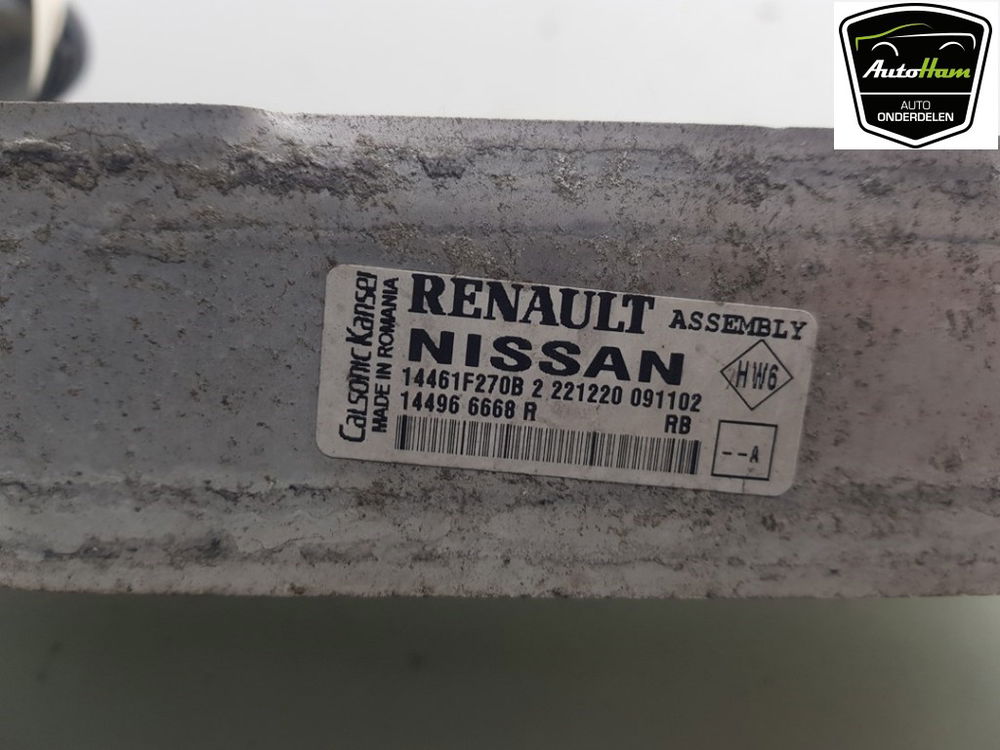 AutoHam
AUTO
ONDERDELEN
Calsonic Kansei
MADE IN ROMANIA
RENAULT ASSEMBLY
NISSAN
HW6
14461F270B 2 221220 091102
14496 6668 R
RB
--A